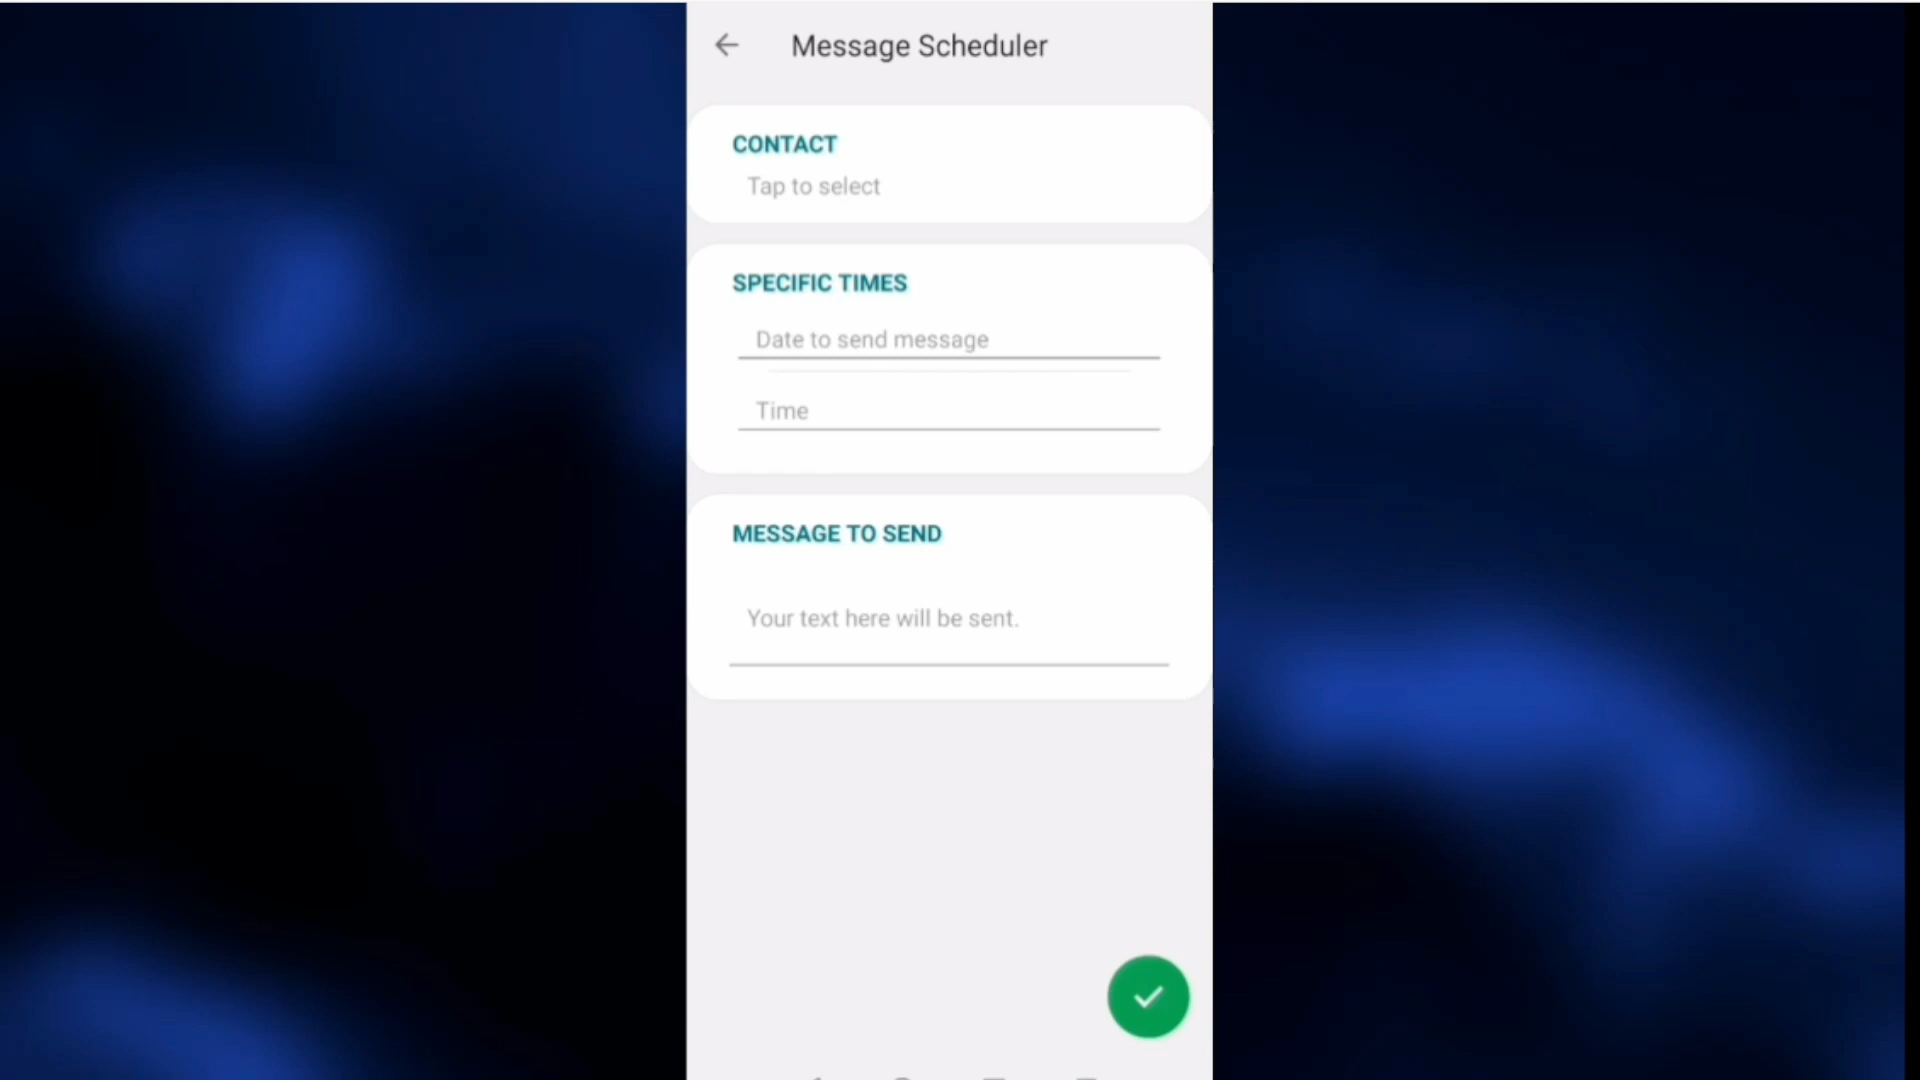 Message Scheduler
CONTACT
Tap to select
SPECIFIC TIMES
Date to send message
Time
MESSAGE TO SEND
Your text here will be sent.